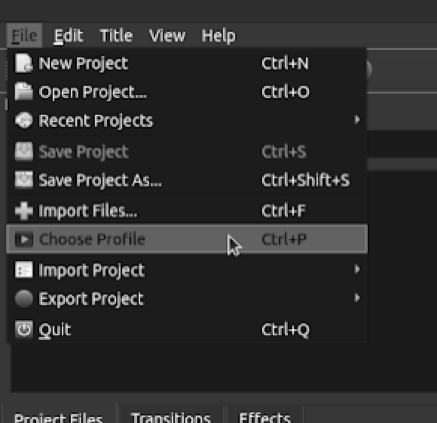 File Edit Title View Help
New Project Ctrl+N
Open Project... Ctrl+O
Recent Projects
Save Project Ctrl+S
Save Project As... Ctrl+Shift+S
Import Files... Ctrl+F
Choose Profile Ctrl+P
Import Project
Export Project
Quit Ctrl+Q
Project Files Transitions Effects